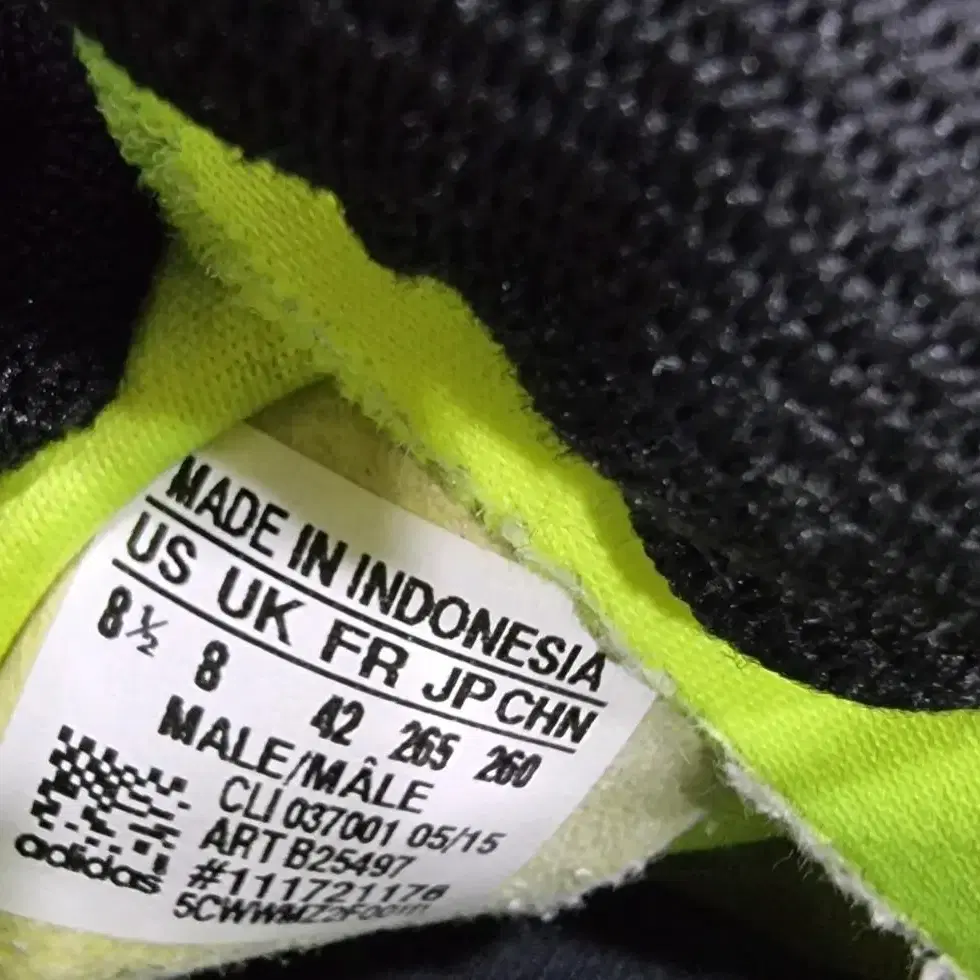 MADE IN INDONESIA
US UK FR JP CHN
8½ 8 42 265 260
MALE/MÂLE
CLI 037001 05/15
ART B25497
#111721176
adidas